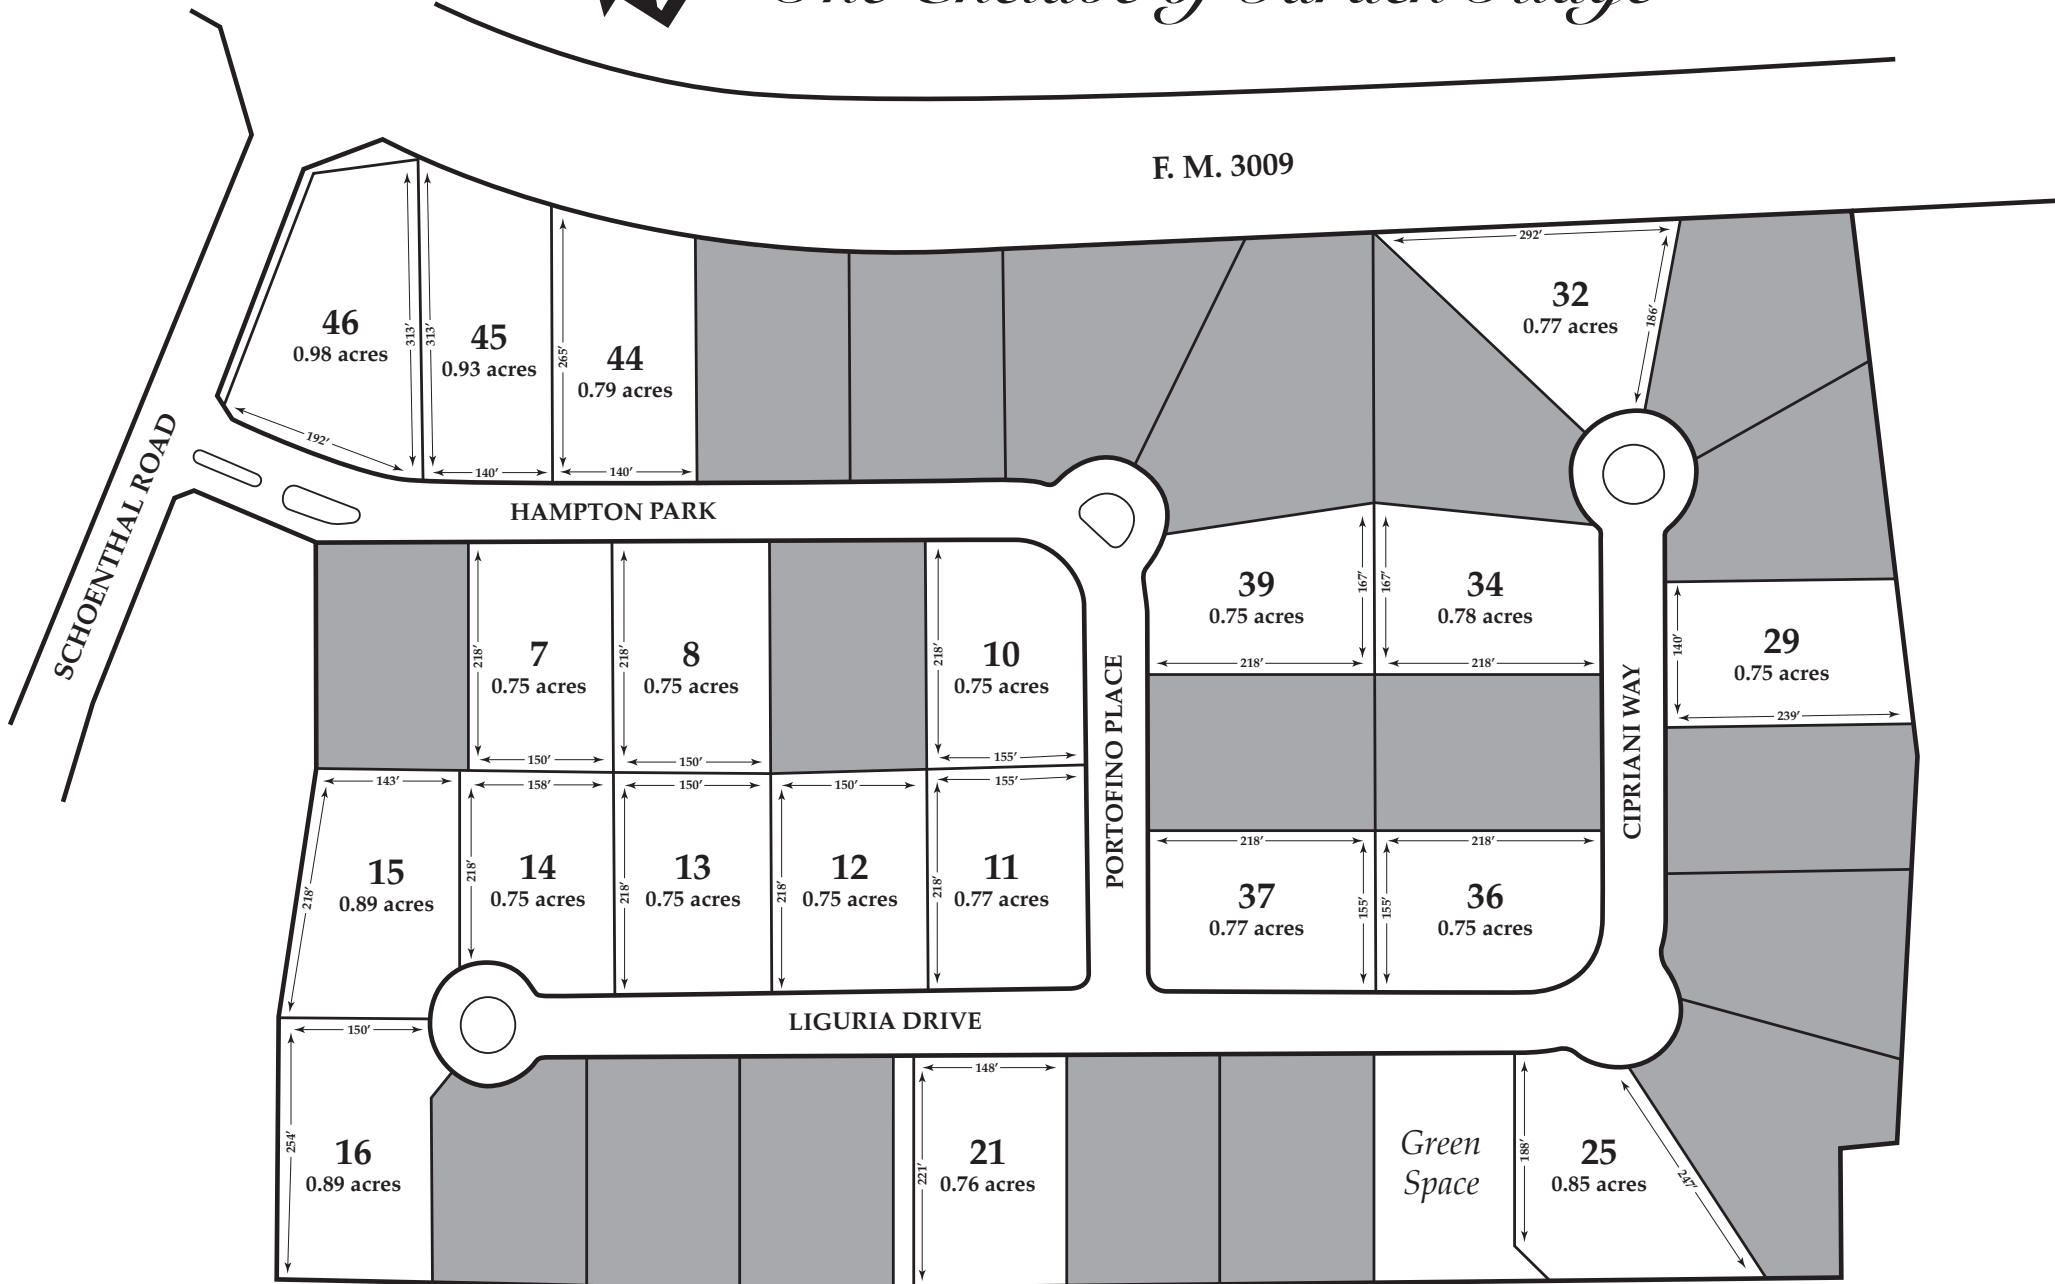 F. M. 3009
292'
186'
32
0.77 acres
46
0.98 acres
313'
192'
313'
45
0.93 acres
140'
265'
44
0.79 acres
140'
SCHOENTHAL ROAD
HAMPTON PARK
218'
7
0.75 acres
150'
218'
8
0.75 acres
150'
218'
10
0.75 acres
155'
PORTOFINO PLACE
39
0.75 acres
167'
218'
167'
34
0.78 acres
218'
CIPRIANI WAY
140'
29
0.75 acres
239'
143'
218'
15
0.89 acres
158'
218'
14
0.75 acres
150'
218'
13
0.75 acres
150'
218'
12
0.75 acres
155'
218'
11
0.77 acres
218'
37
0.77 acres
155'
218'
155'
36
0.75 acres
LIGURIA DRIVE
150'
254'
16
0.89 acres
148'
221'
21
0.76 acres
Green
Space
188'
25
0.85 acres
247'